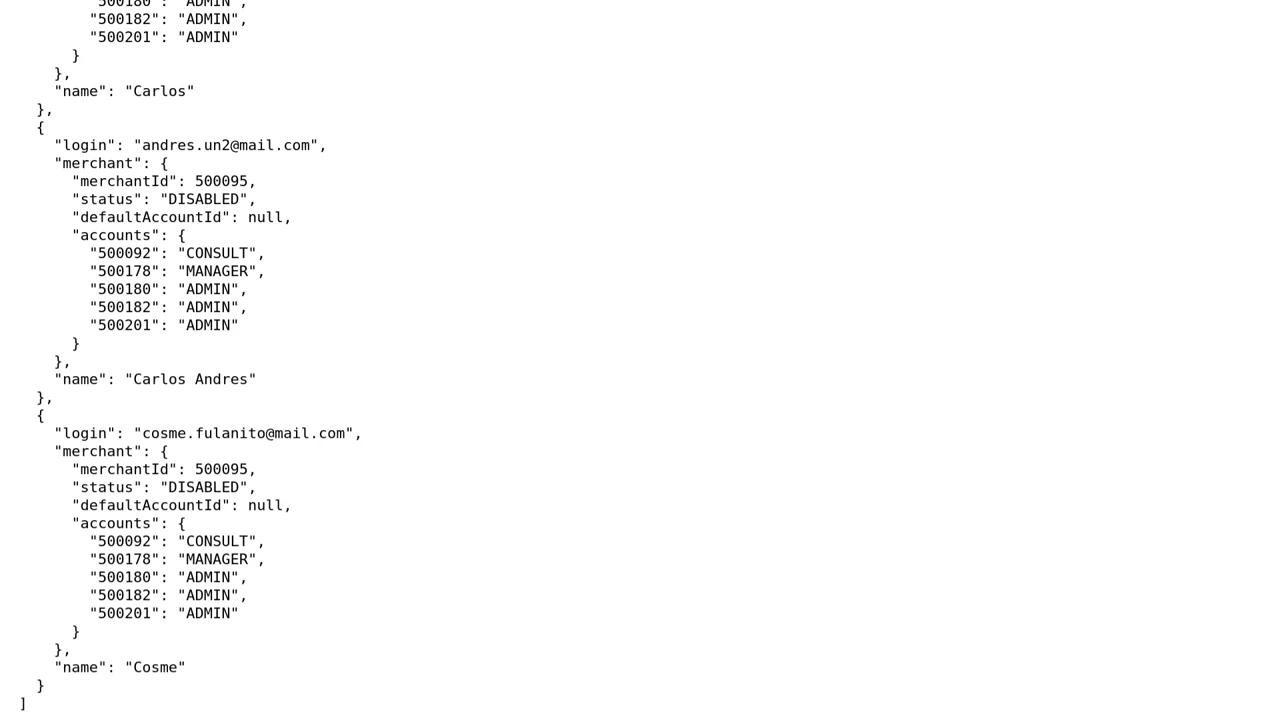 "500180": "ADMIN",
        "500182": "ADMIN",
        "500201": "ADMIN"
      }
    },
    "name": "Carlos"
  },
  {
    "login": "andres.un2@mail.com",
    "merchant": {
      "merchantId": 500095,
      "status": "DISABLED",
      "defaultAccountId": null,
      "accounts": {
        "500092": "CONSULT",
        "500178": "MANAGER",
        "500180": "ADMIN",
        "500182": "ADMIN",
        "500201": "ADMIN"
      }
    },
    "name": "Carlos Andres"
  },
  {
    "login": "cosme.fulanito@mail.com",
    "merchant": {
      "merchantId": 500095,
      "status": "DISABLED",
      "defaultAccountId": null,
      "accounts": {
        "500092": "CONSULT",
        "500178": "MANAGER",
        "500180": "ADMIN",
        "500182": "ADMIN",
        "500201": "ADMIN"
      }
    },
    "name": "Cosme"
  }
]